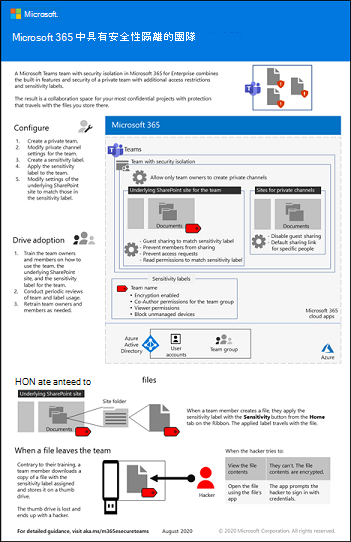 Microsoft
Microsoft 365 中具有安全性隔離的團隊
A Microsoft Teams team with security isolation in Microsoft 365 for Enterprise combines
the built-in features and security of a private team with additional access restrictions
and sensitivity labels.
The result is a collaboration space for your most confidential projects with protection
that travels with the files you store there.
Configure
1. Create a private team.
2. Modify private channel
settings for the team.
3. Create a sensitivity label.
4. Apply the sensitivity
label to the team.
5. Modify settings of the
underlying SharePoint
site to match those in
the sensitivity label.
Drive adoption
1. Train the team owners
and members on how to
use the team, the
underlying SharePoint
site, and the sensitivity
label for the team.
2. Conduct periodic reviews
of team and label usage.
3. Retrain team owners and
members as needed.
Microsoft 365
Teams
Team with security isolation
Allow only team owners to create private channels
Underlying SharePoint site for the team
Documents
- Guest sharing to match sensitivity label
- Prevent members from sharing
- Prevent access requests
- Read permissions to match sensitivity label
Sites for private channels
Documents
- Disable guest sharing
- Default sharing link
for specific people
Sensitivity labels
Team name
• Encryption enabled
• Co-Author permissions for the team group
• Viewer permissions
• Block unmanaged devices
Microsoft 365
cloud apps
Azure
Active
Directory
User
accounts
Team group
Azure
HON ate anteed to files
Underlying SharePoint site
Documents
Site folder
File
When a team member creates a file, they apply the
sensitivity label with the Sensitivity button from the Home
tab on the Ribbon. The applied label travels with the file.
When a file leaves the team
Contrary to their training, a
team member downloads a
copy of a file with the
sensitivity label assigned
and stores it on a thumb
drive.
The thumb drive is lost and
ends up with a hacker.
Hacker
When the hacker tries to:
View the file
contents
They can't. The file
contents are encrypted.
Open the file
using the file's
app
The app prompts the
hacker to sign in with
credentials.
For detailed guidance, visit aka.ms/m365esecureteams
August 2020
© 2020 Microsoft Corporation. All rights reserved.